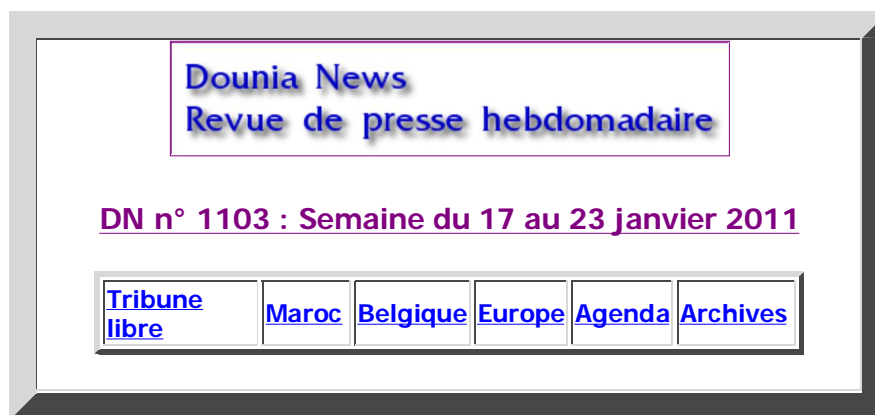 Dounia News
Revue de presse hebdomadaire
DN n° 1103 : Semaine du 17 au 23 janvier 2011
Tribune
libre
Maroc
Belgique
Europe
Agenda
Archives